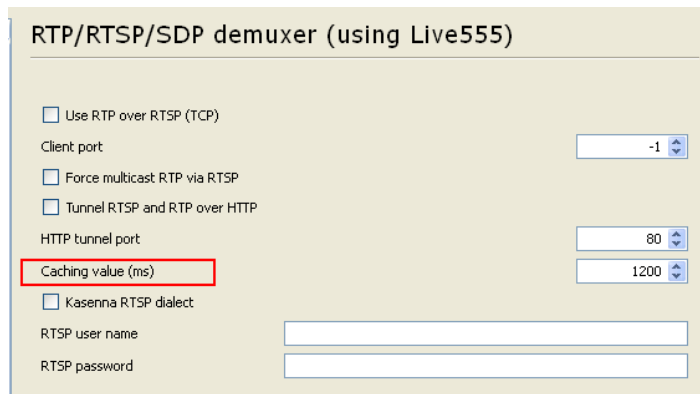 RTP/RTSP/SDP demuxer (using Live555)
Use RTP over RTSP (TCP)
Client port -1
Force multicast RTP via RTSP
Tunnel RTSP and RTP over HTTP
HTTP tunnel port 80
Caching value (ms) 1200
Kasenna RTSP dialect
RTSP user name
RTSP password